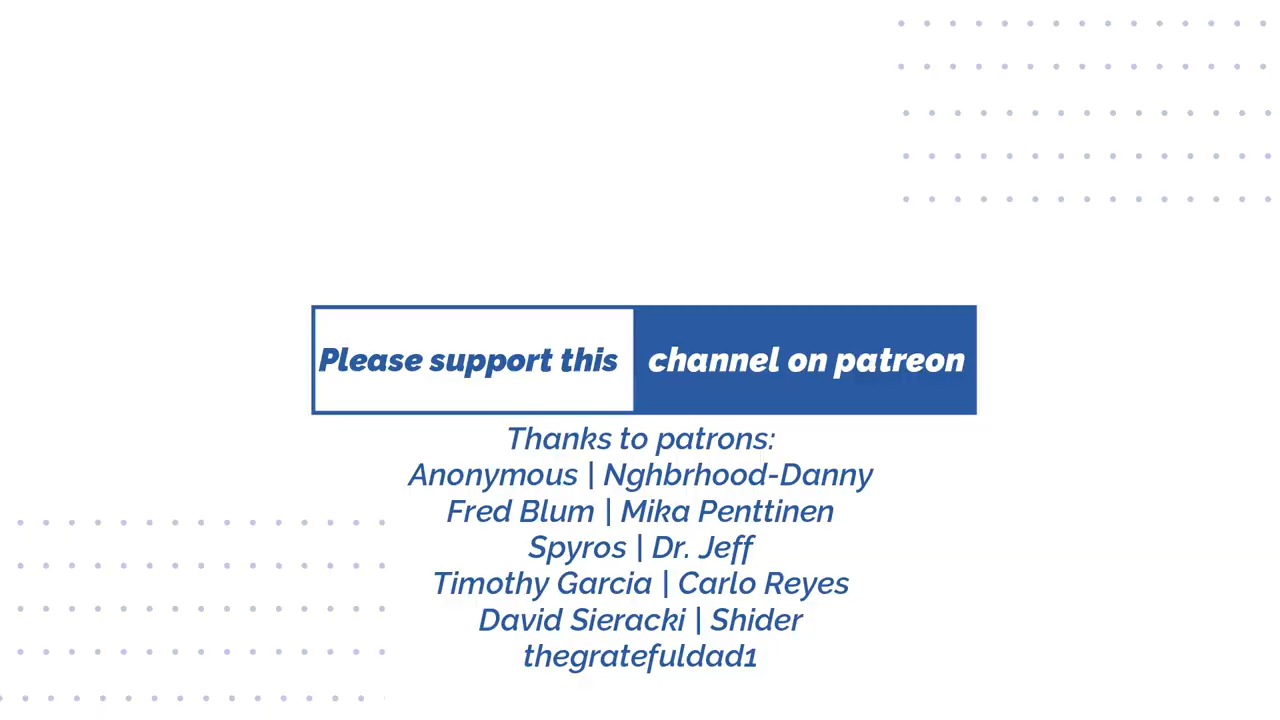 Please support this channel on patreon
Thanks to patrons:
Anonymous | Nghbrhood-Danny
Fred Blum | Mika Penttinen
Spyros | Dr. Jeff
Timothy Garcia | Carlo Reyes
David Sieracki | Shider
thegratefuldad1